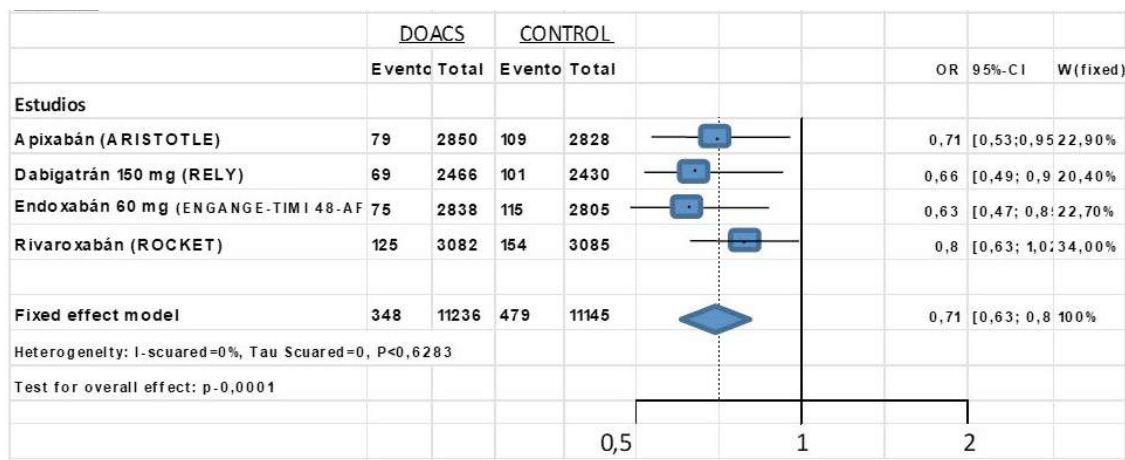 DOACS CONTROL
Evento Total Evento Total OR 95%-CI W(fixed)
Estudios
Apixabán (ARISTOTLE) 79 2850 109 2828 0,71 [0,53;0,95 22,90%
Dabigatrán 150 mg (RELY) 69 2466 101 2430 0,66 [0,49; 0,9 20,40%
Endoxabán 60 mg (ENGANGE-TIMI 48-AF 75 2838 115 2805 0,63 [0,47; 0,8 22,70%
Rivaroxabán (ROCKET) 125 3082 154 3085 0,8 [0,63; 1,02 34,00%
Fixed effect model 348 11236 479 11145 0,71 [0,63; 0,8 100%
Heterogenelty: I-scuared=0%, Tau Scuared=0, P<0,6283
Test for overall effect: p-0,0001
0,5 1 2